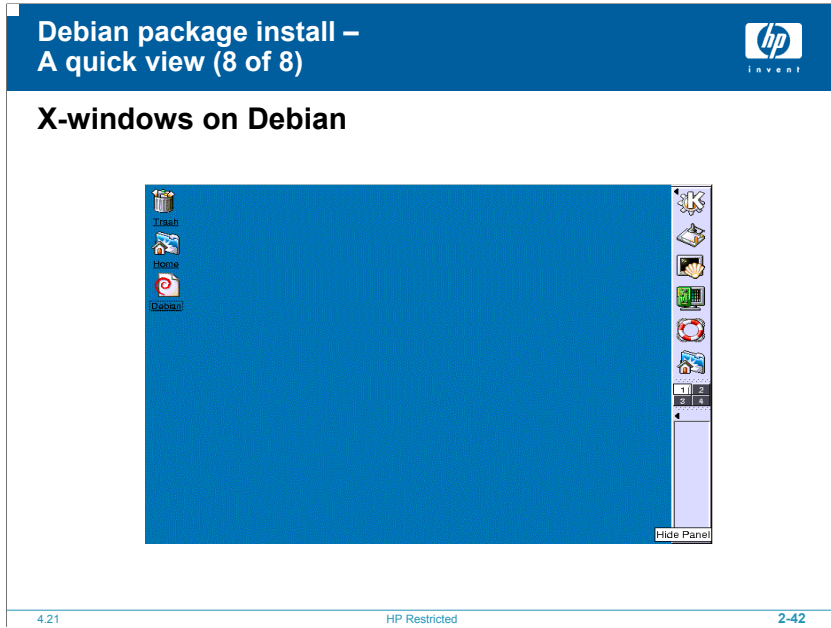 Debian package install –
A quick view (8 of 8)
hp
invent
X-windows on Debian
Trash
Home
Debian
K
1 2
3 4
Hide Panel
4.21 HP Restricted 2-42